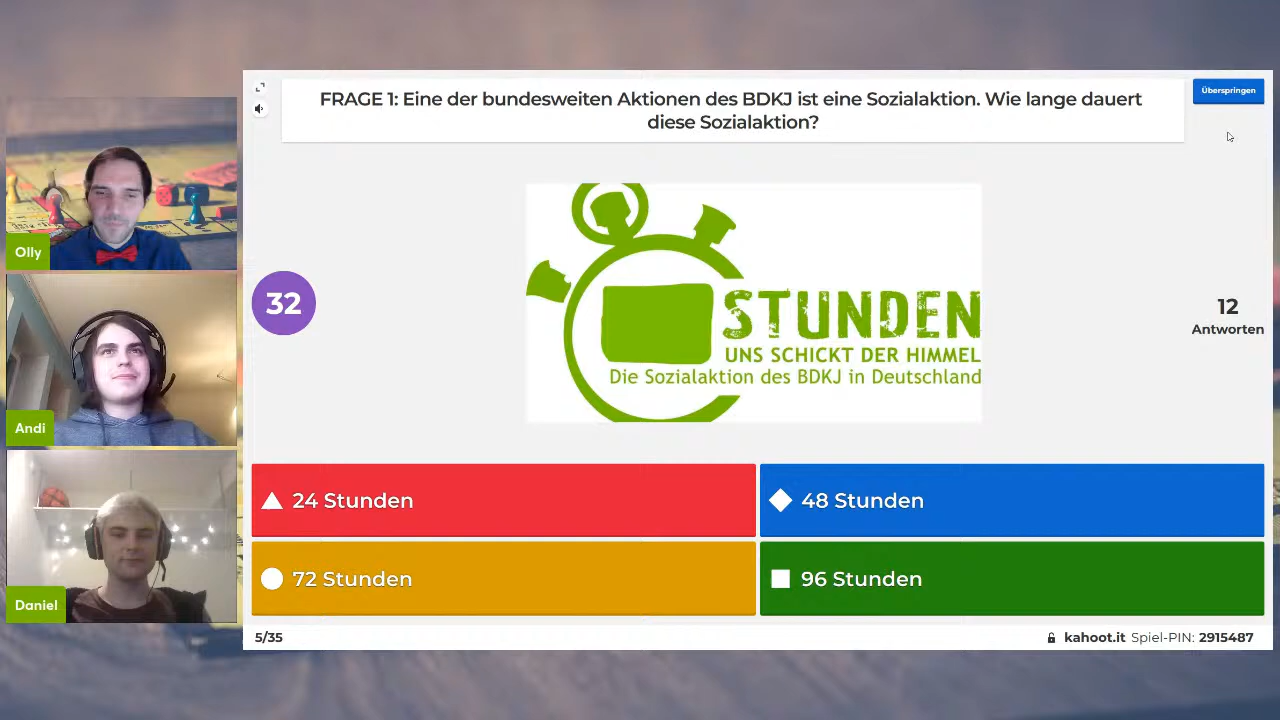 FRAGE 1: Eine der bundesweiten Aktionen des BDKJ ist eine Sozialaktion. Wie lange dauert
diese Sozialaktion?
Überspringen
Olly
Andi
Daniel
32
STUNDEN
UNS SCHICKT DER HIMMEL
Die Sozialaktion des BDKJ in Deutschland
12
Antworten
24 Stunden
48 Stunden
72 Stunden
96 Stunden
5/35
kahoot.it Spiel-PIN: 2915487